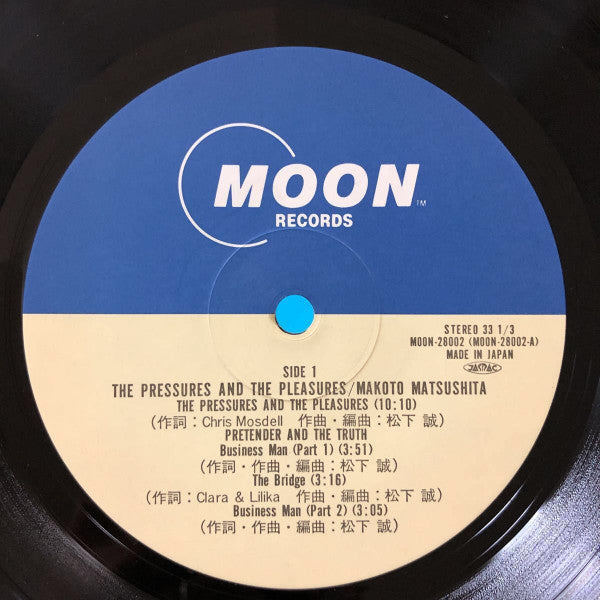 MOON™
RECORDS
STEREO 33 1/3
MOON-28002 (MOON-28002-A)
MADE IN JAPAN
JASRAC
SIDE 1
THE PRESSURES AND THE PLEASURES/MAKOTO MATSUSHITA
THE PRESSURES AND THE PLEASURES (10:10)
(作詞:Chris Mosdell 作曲・編曲:松下 誠)
PRETENDER AND THE TRUTH
Business Man (Part 1) (3:51)
(作詞・作曲・編曲:松下 誠)
The Bridge (3:16)
(作詞:Clara & Lilika 作曲・編曲:松下 誠)
Business Man (Part 2) (3:05)
(作詞・作曲・編曲:松下 誠)